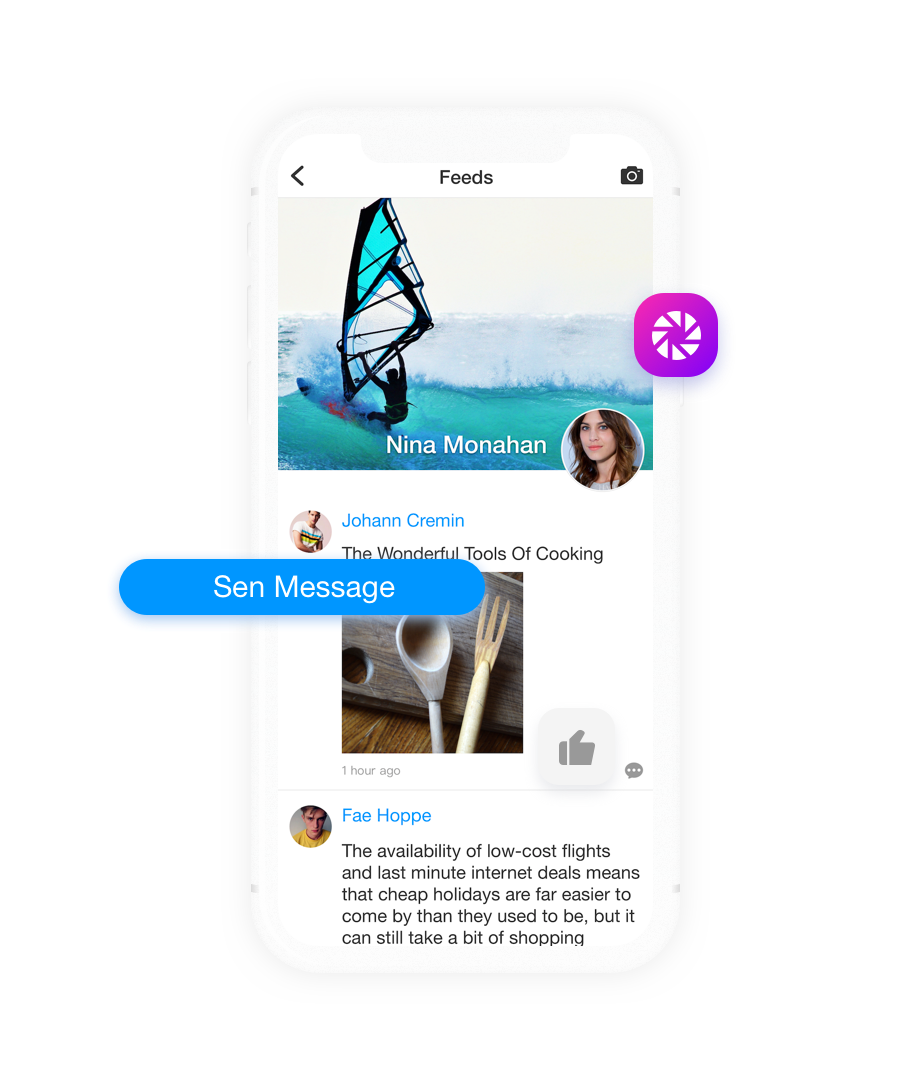 Feeds
Nina Monahan
Johann Cremin
The Wonderful Tools Of Cooking
Sen Message
1 hour ago
Fae Hoppe
The availability of low-cost flights
and last minute internet deals means
that cheap holidays are far easier to
come by than they used to be, but it
can still take a bit of shopping